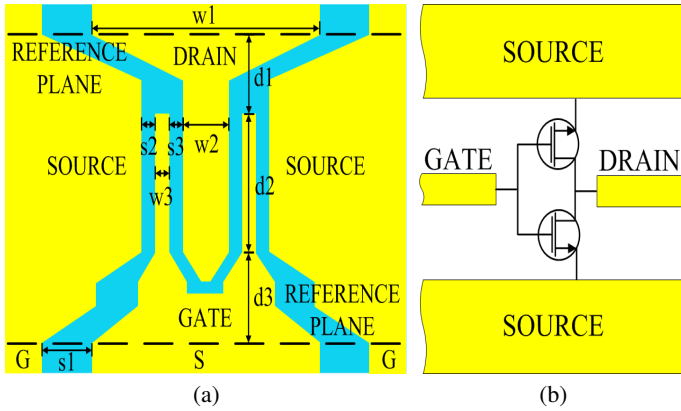 w1
REFERENCE
PLANE
DRAIN
d1
s2
s3
w2
w3
SOURCE
SOURCE
d2
GATE
d3
REFERENCE
PLANE
G
s1
S
G
(a)
SOURCE
GATE
DRAIN
SOURCE
(b)